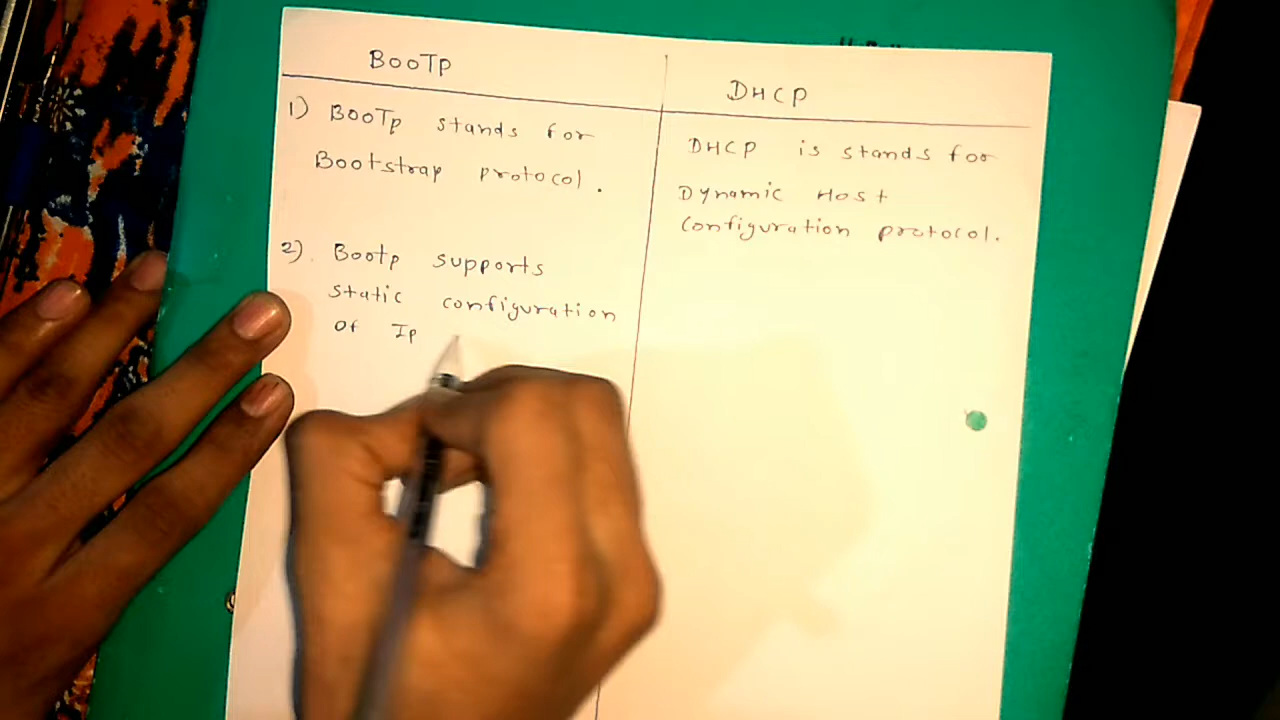 BooTp
DHCP
1) BooTp stands for
Bootstrap protocol.
DHCP is stands for
Dynamic Host
Configuration protocol.
2). Bootp supports
static configuration
of Ip